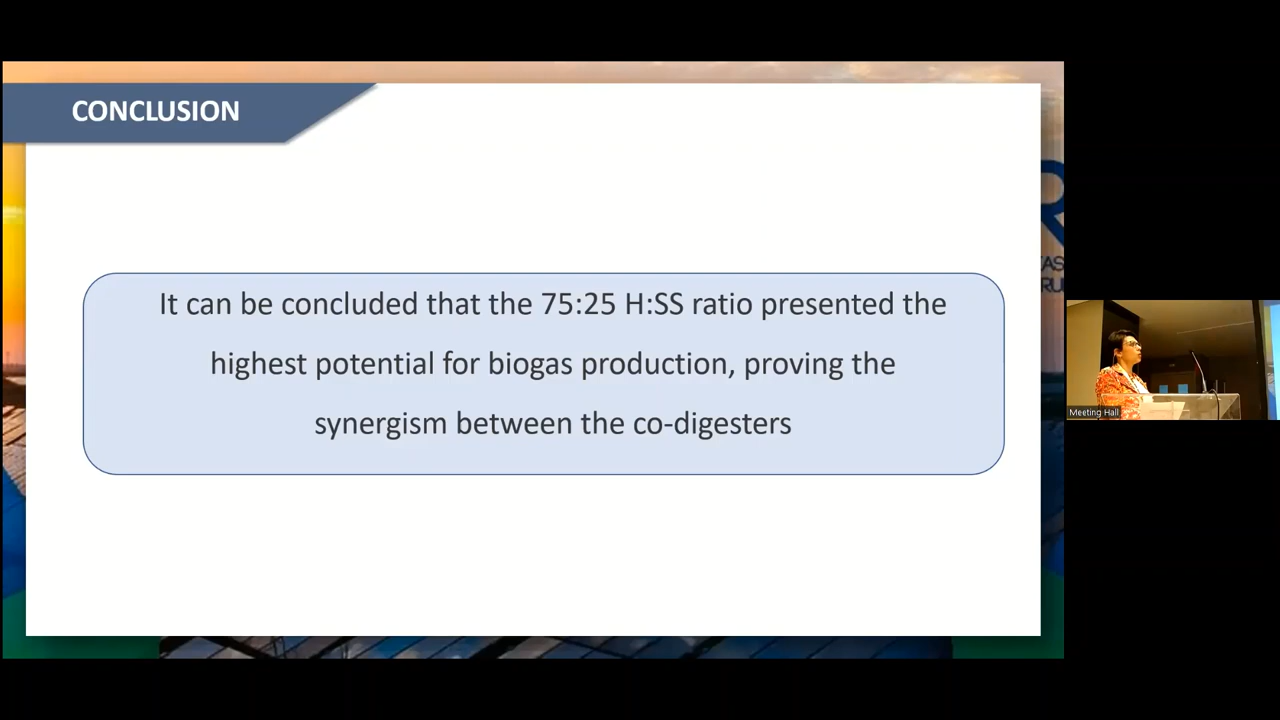 CONCLUSION
It can be concluded that the 75:25 H:SS ratio presented the
highest potential for biogas production, proving the
synergism between the co-digesters
R
Meeting Hall